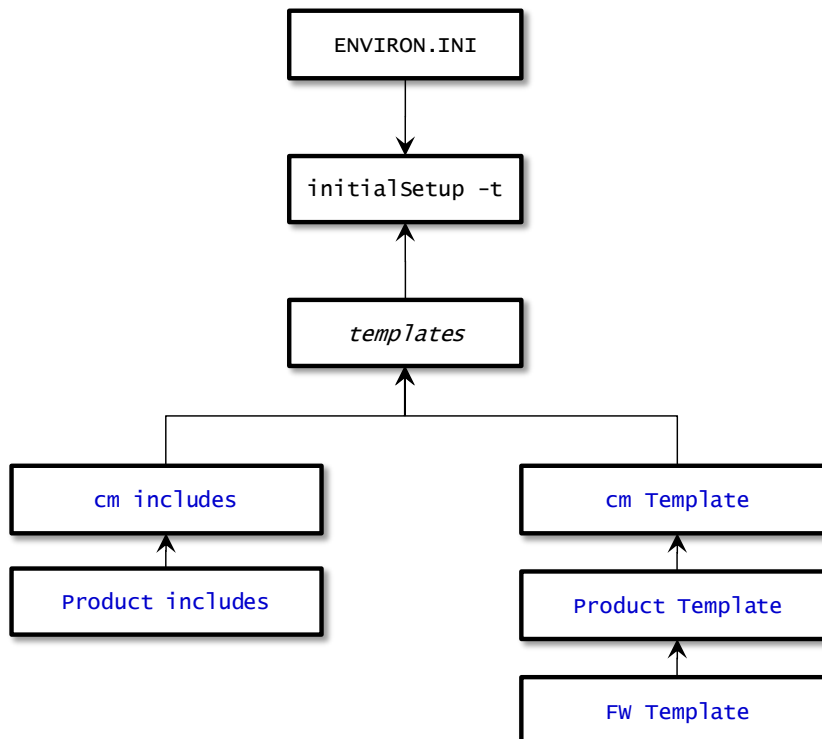 ENVIRON.INI
initialSetup -t
templates
cm includes
cm Template
Product includes
Product Template
FW Template